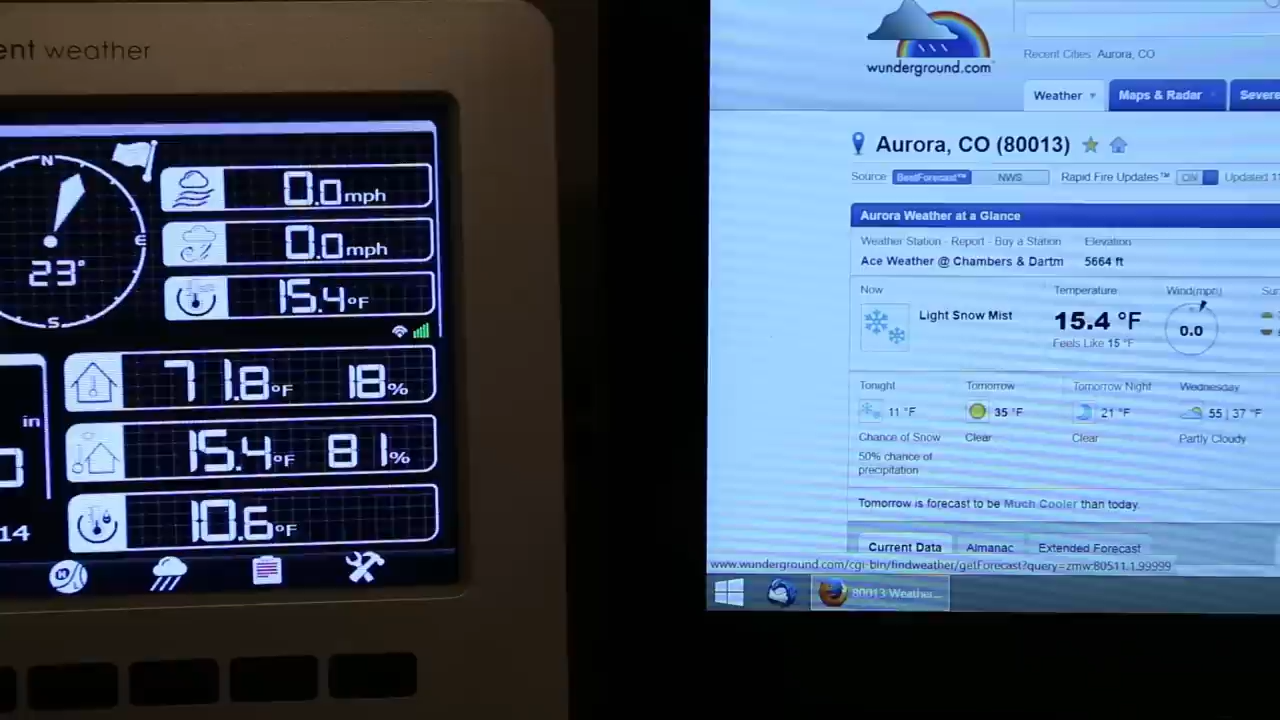 ent weather
N
E
S
23°
0.0 mph
0.0 mph
15.4 °F
71.8 °F 18 %
in
15.4 °F 81 %
10.6 °F
14
wunderground.com
Recent Cities Aurora, CO
Weather Maps & Radar Severe
Aurora, CO (80013)
Source BestForecast™ NWS Rapid Fire Updates™ ON Updated 11
Aurora Weather at a Glance
Weather Station - Report - Buy a Station Elevation
Ace Weather @ Chambers & Dartm 5664 ft
Now Temperature Wind(mph)
Light Snow Mist 15.4 °F 0.0
Feels Like 15 °F
Tonight Tomorrow Tomorrow Night Wednesday
11 °F 35 °F 21 °F 55 | 37 °F
Chance of Snow Clear Clear Partly Cloudy
50% chance of
precipitation
Tomorrow is forecast to be Much Cooler than today.
Current Data Almanac Extended Forecast
www.wunderground.com/cgi-bin/findweather/getForecast?query=zmw:80511.1.99999
80013 Weather...